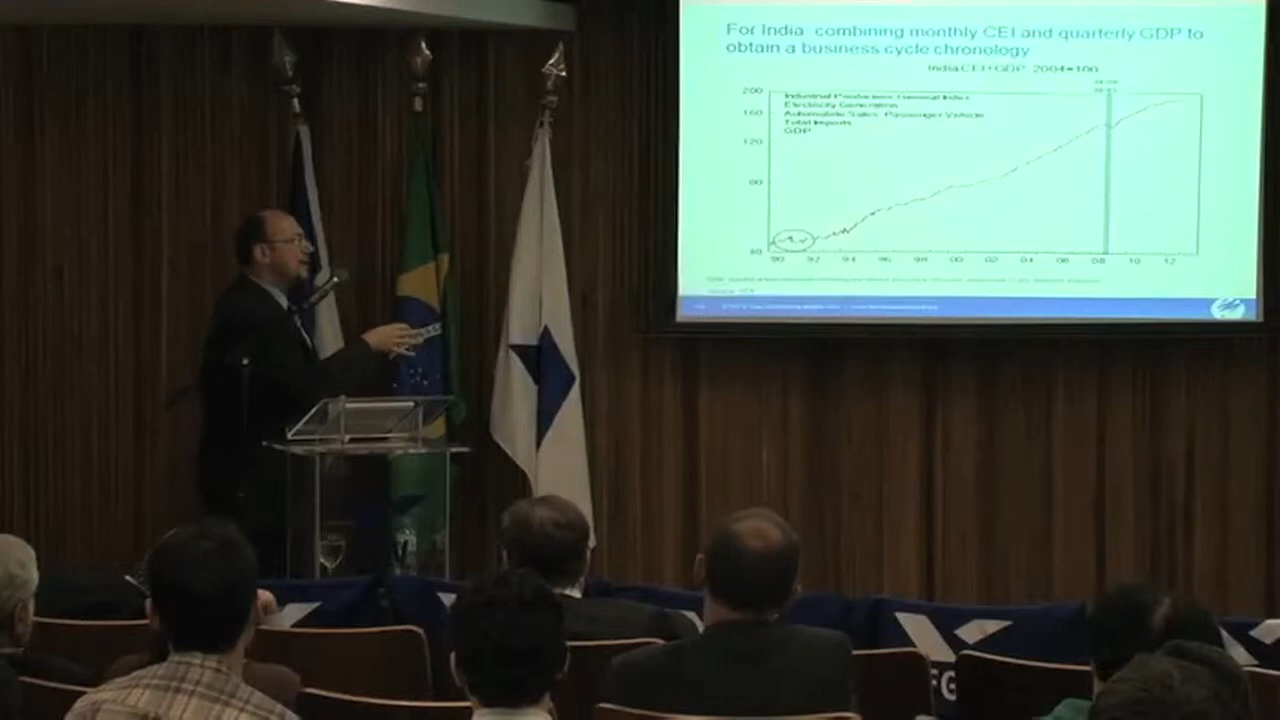 For India: combining monthly CEI and quarterly GDP to
obtain a business cycle chronology
India CEI+GDP, 2004=100
200
160
120
80
40
Industrial Production: General Index
Electricity Generation
Automobile Sales: Passenger Vehicle
Total Imports
GDP
90 92 94 96 98 00 02 04 06 08 10 12
FG